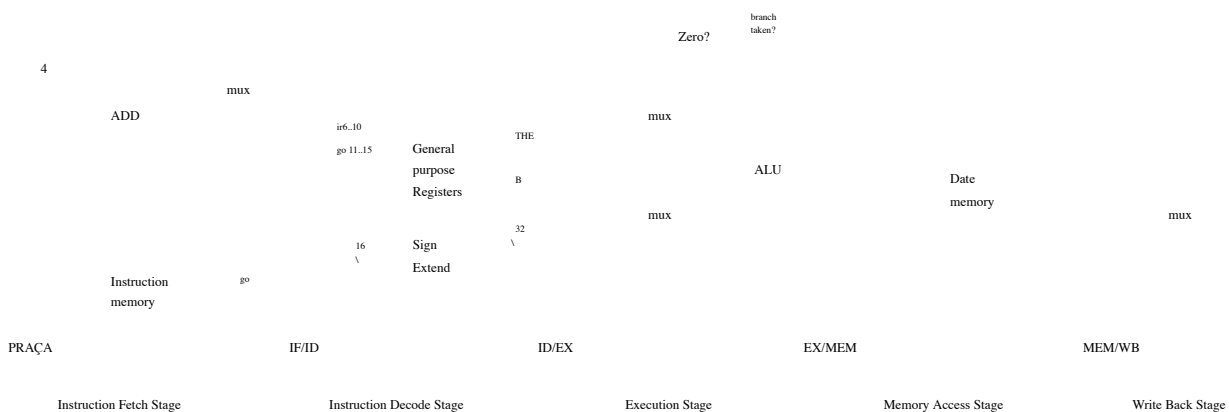 branch
taken?
Zero?
4
mux
ADD
mux
ir6..10
THE
go 11..15
General
purpose
Registers
ALU
B
Date
memory
mux
mux
32
\
16
\
Sign
Extend
Instruction
memory
go
PRAÇA
IF/ID
ID/EX
EX/MEM
MEM/WB
Instruction Fetch Stage
Instruction Decode Stage
Execution Stage
Memory Access Stage
Write Back Stage